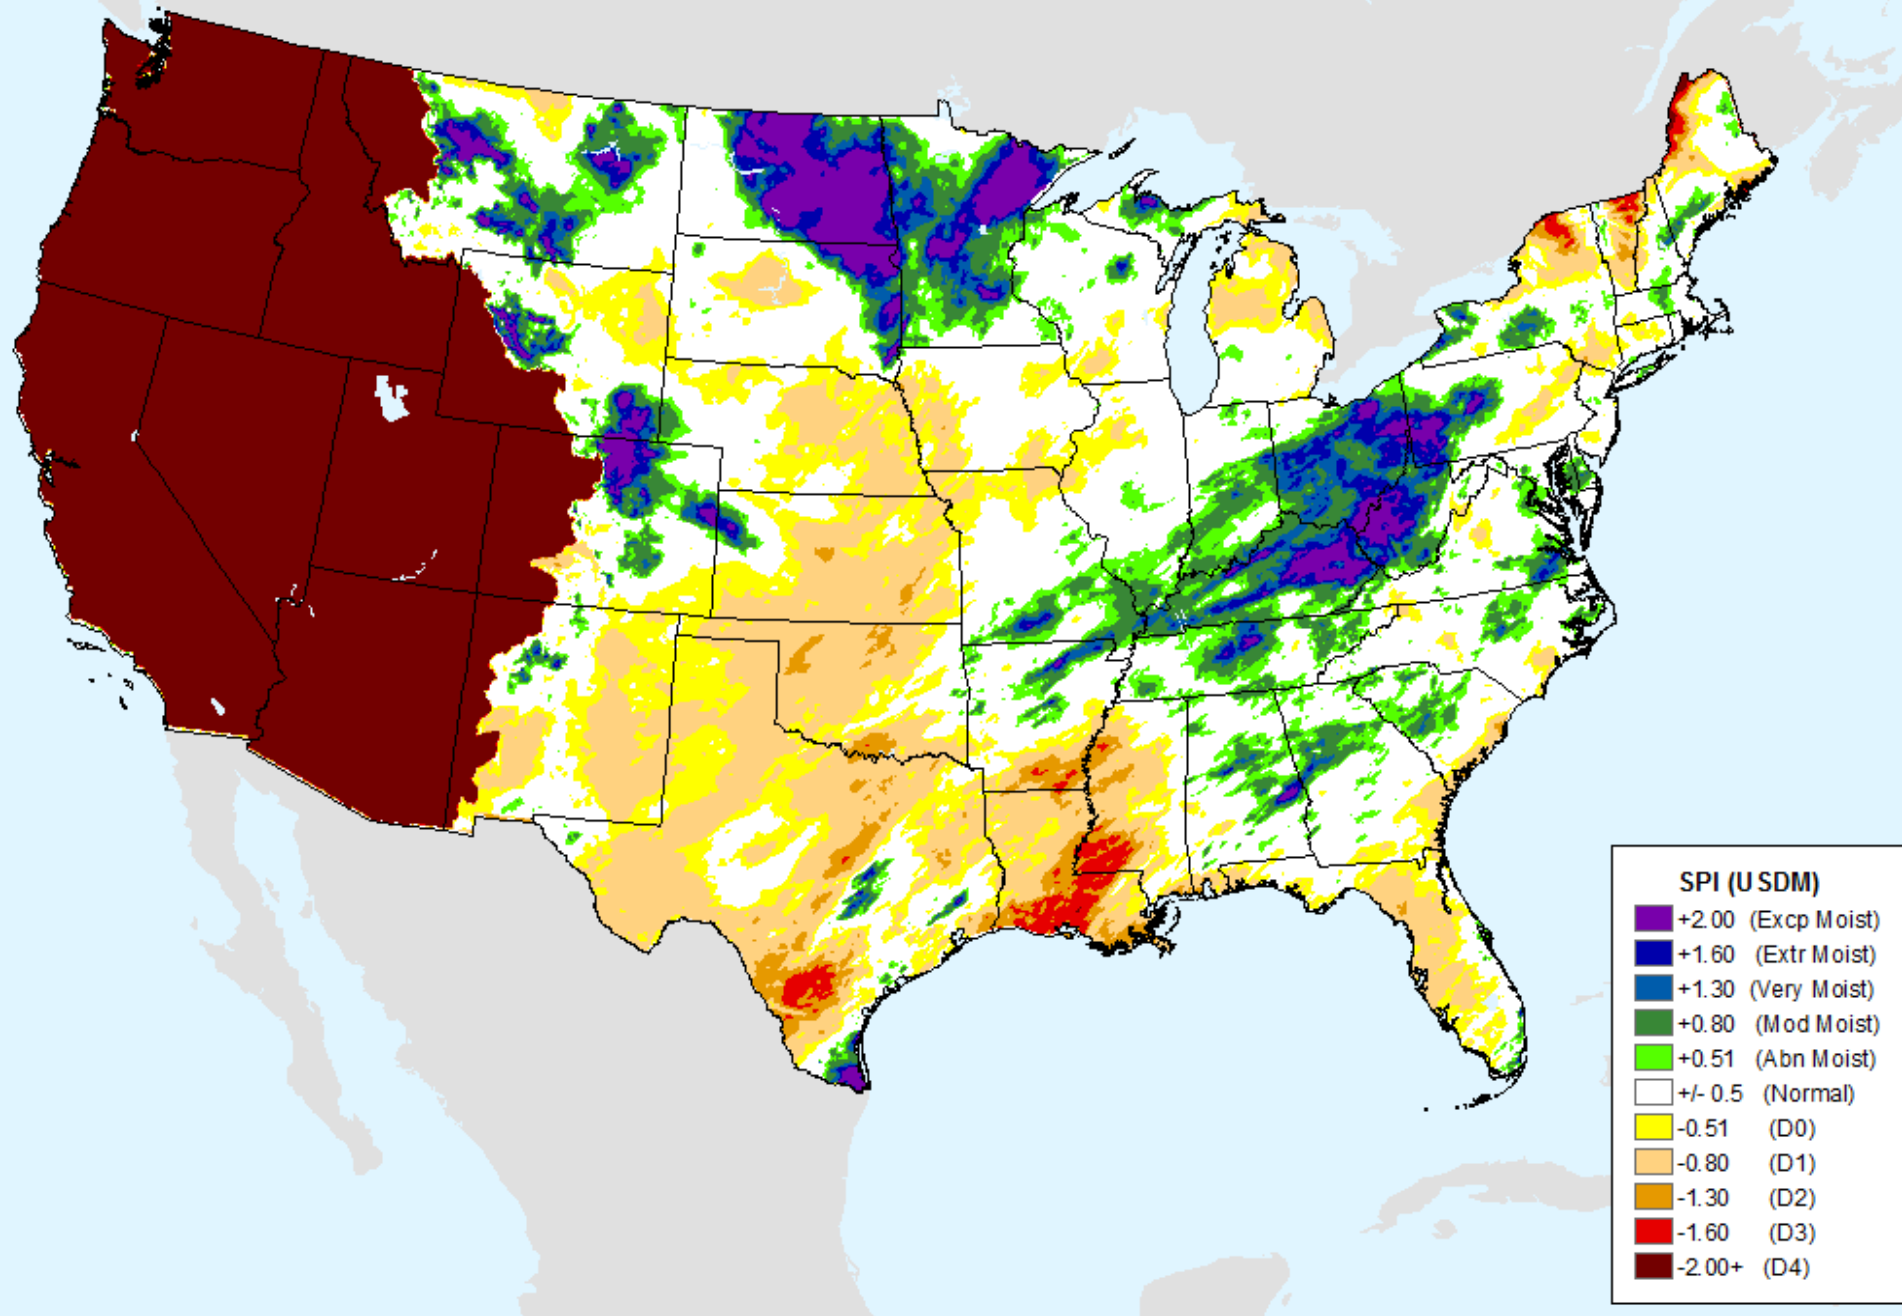 SPI (USDM)
+2.00 (Excp Moist)
+1.60 (Extr Moist)
+1.30 (Very Moist)
+0.80 (Mod Moist)
+0.51 (Abn Moist)
+/- 0.5 (Normal)
-0.51 (D0)
-0.80 (D1)
-1.30 (D2)
-1.60 (D3)
-2.00+ (D4)